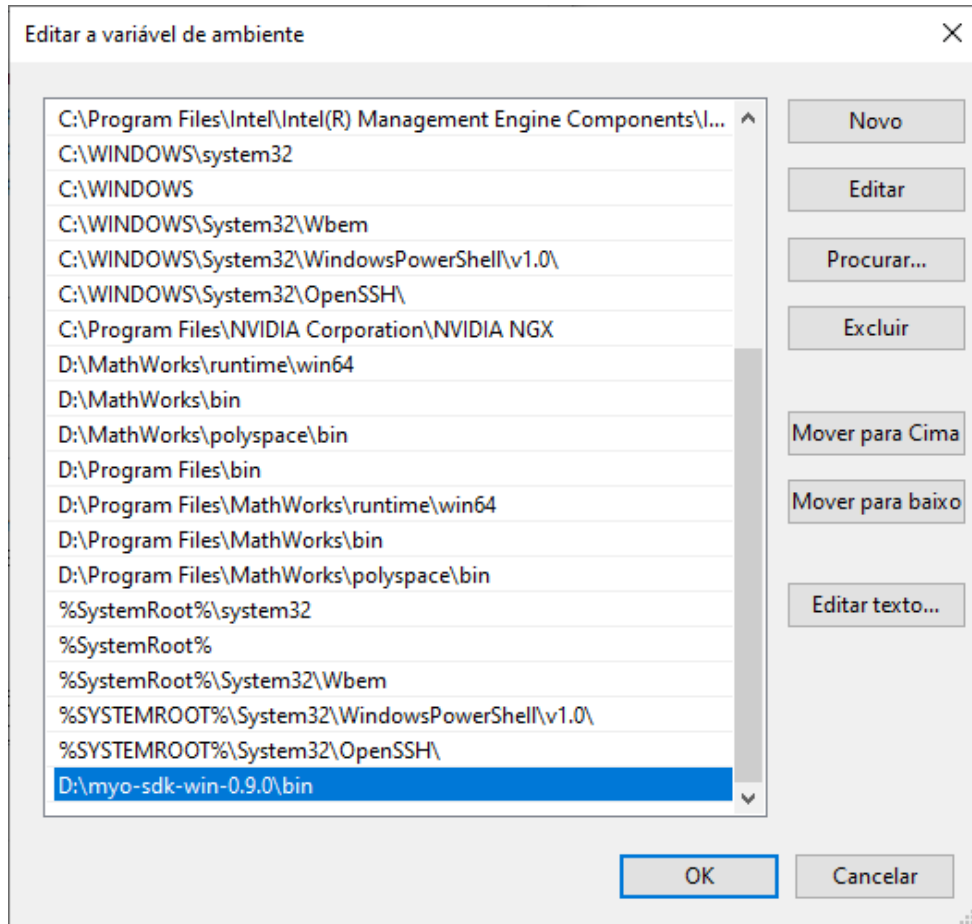 Editar a variável de ambiente
C:\Program Files\Intel\Intel(R) Management Engine Components\I...
C:\WINDOWS\system32
C:\WINDOWS
C:\WINDOWS\System32\Wbem
C:\WINDOWS\System32\WindowsPowerShell\v1.0\
C:\WINDOWS\System32\OpenSSH\
C:\Program Files\NVIDIA Corporation\NVIDIA NGX
D:\MathWorks\runtime\win64
D:\MathWorks\bin
D:\MathWorks\polyspace\bin
D:\Program Files\bin
D:\Program Files\MathWorks\runtime\win64
D:\Program Files\MathWorks\bin
D:\Program Files\MathWorks\polyspace\bin
%SystemRoot%\system32
%SystemRoot%
%SystemRoot%\System32\Wbem
%SYSTEMROOT%\System32\WindowsPowerShell\v1.0\
%SYSTEMROOT%\System32\OpenSSH\
D:\myo-sdk-win-0.9.0\bin
Novo
Editar
Procurar...
Excluir
Mover para Cima
Mover para baixo
Editar texto...
OK
Cancelar